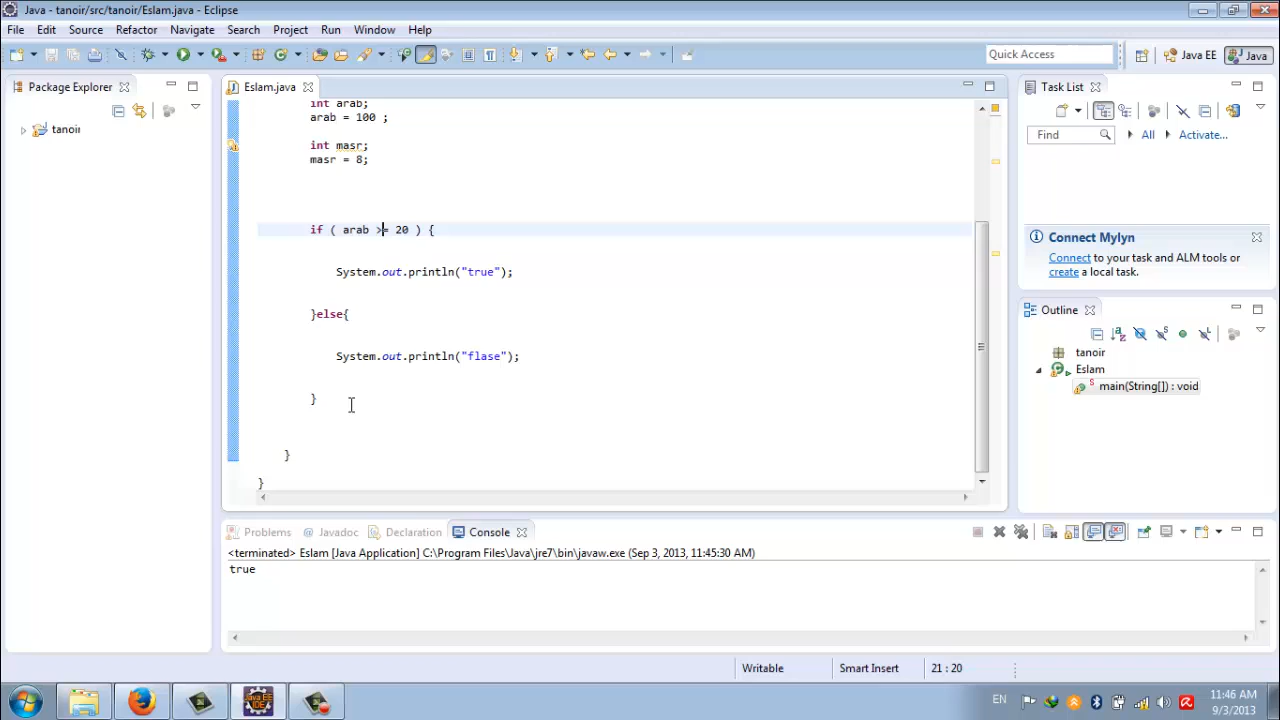 Java - tanoir/src/tanoir/Eslam.java - Eclipse
File Edit Source Refactor Navigate Search Project Run Window Help
Quick Access Java EE Java
Package Explorer
tanoir
Eslam.java
int arab;
arab = 100 ;
int masr;
masr = 8;
if ( arab >= 20 ) {
System.out.println("true");
}else{
System.out.println("flase");
}
}
}
Task List
Find All Activate...
Connect Mylyn
Connect to your task and ALM tools or
create a local task.
Outline
tanoir
Eslam
main(String[]) : void
Problems @ Javadoc Declaration Console
<terminated> Eslam [Java Application] C:\Program Files\Java\jre7\bin\javaw.exe (Sep 3, 2013, 11:45:30 AM)
true
Writable Smart Insert 21 : 20
Java EE
IDE
EN
11:46 AM
9/3/2013